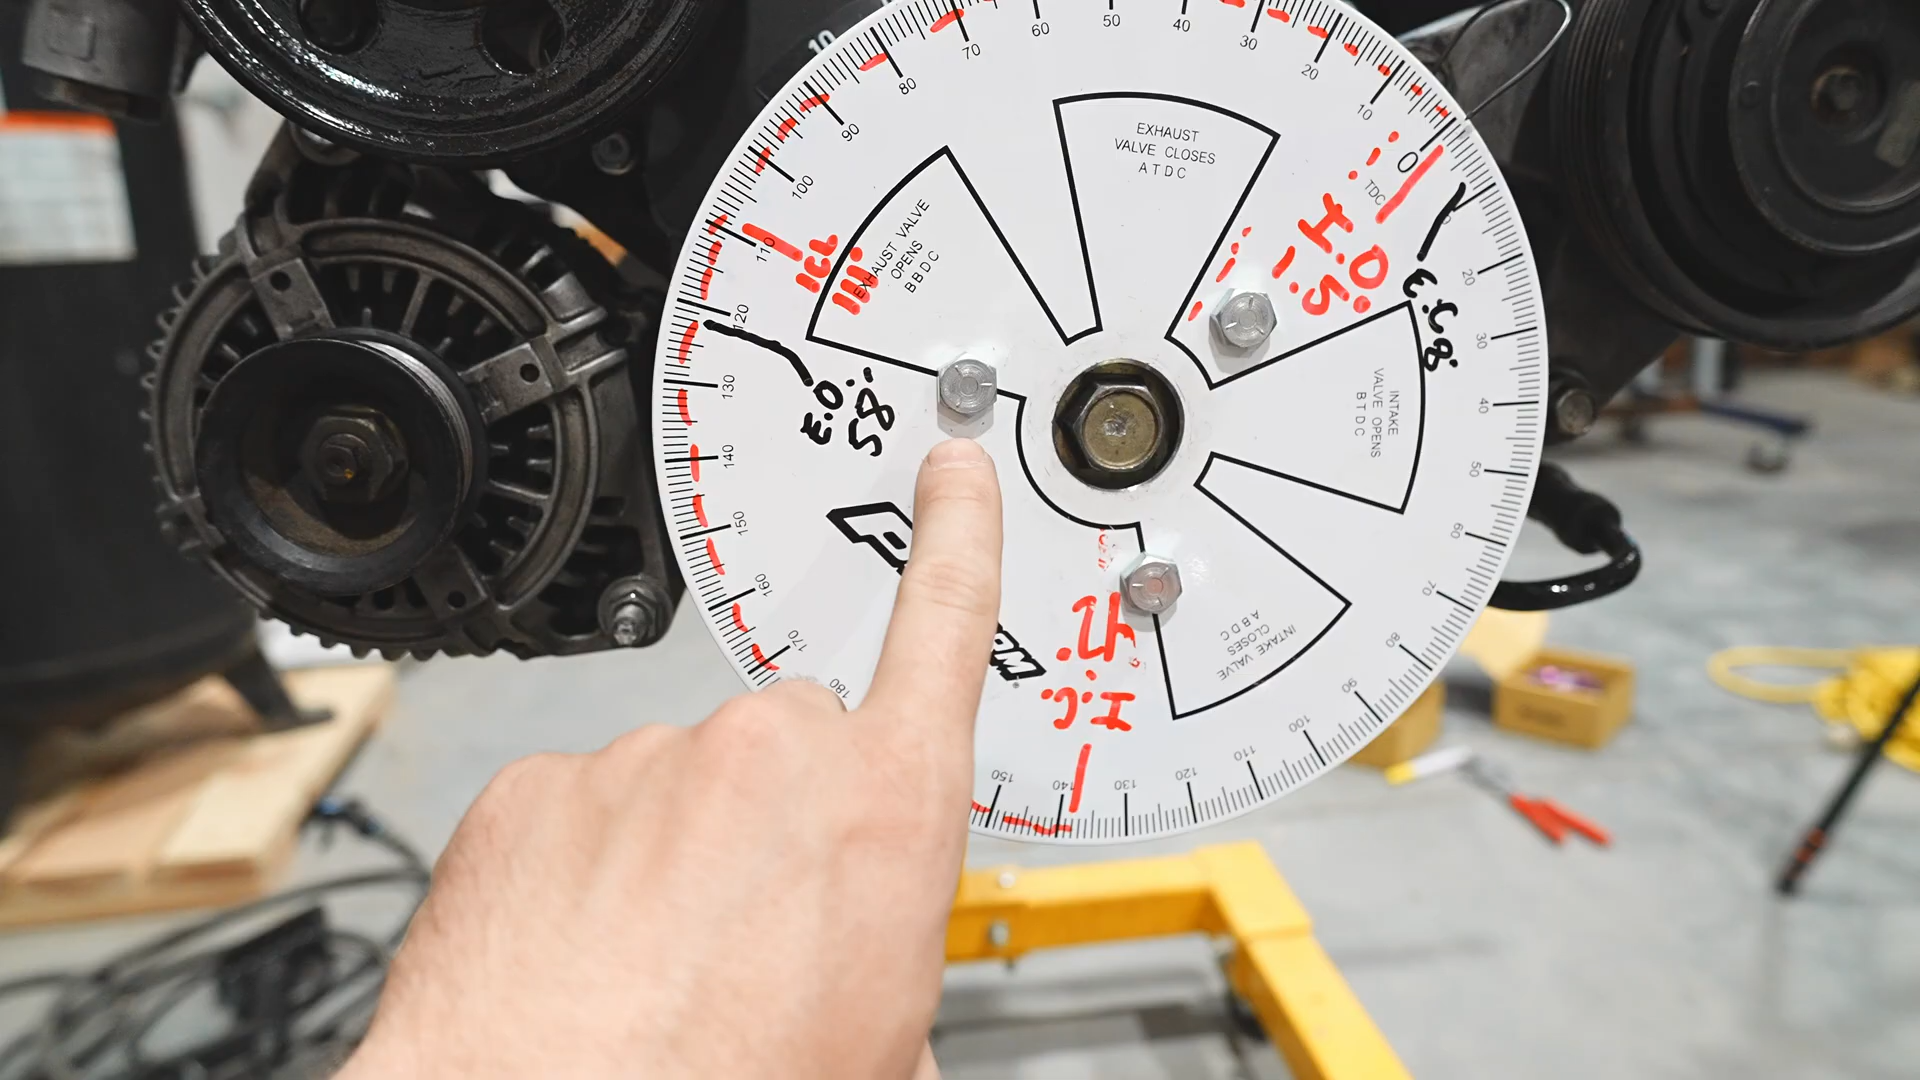 10
80
70
60
50
40
30
20
10
0
TDC
20
30
40
50
60
70
80
90
100
110
120
130
140
150
90
100
110
120
130
140
150
160
170
180
EXHAUST
VALVE CLOSES
ATDC
EXHAUST VALVE
OPENS
BBDC
INTAKE
VALVE OPENS
BTDC
INTAKE VALVE
CLOSES
ABDC
ICL
111°
I.O.
-.5°
E.C.
8°
E.O.
58°
I.C.